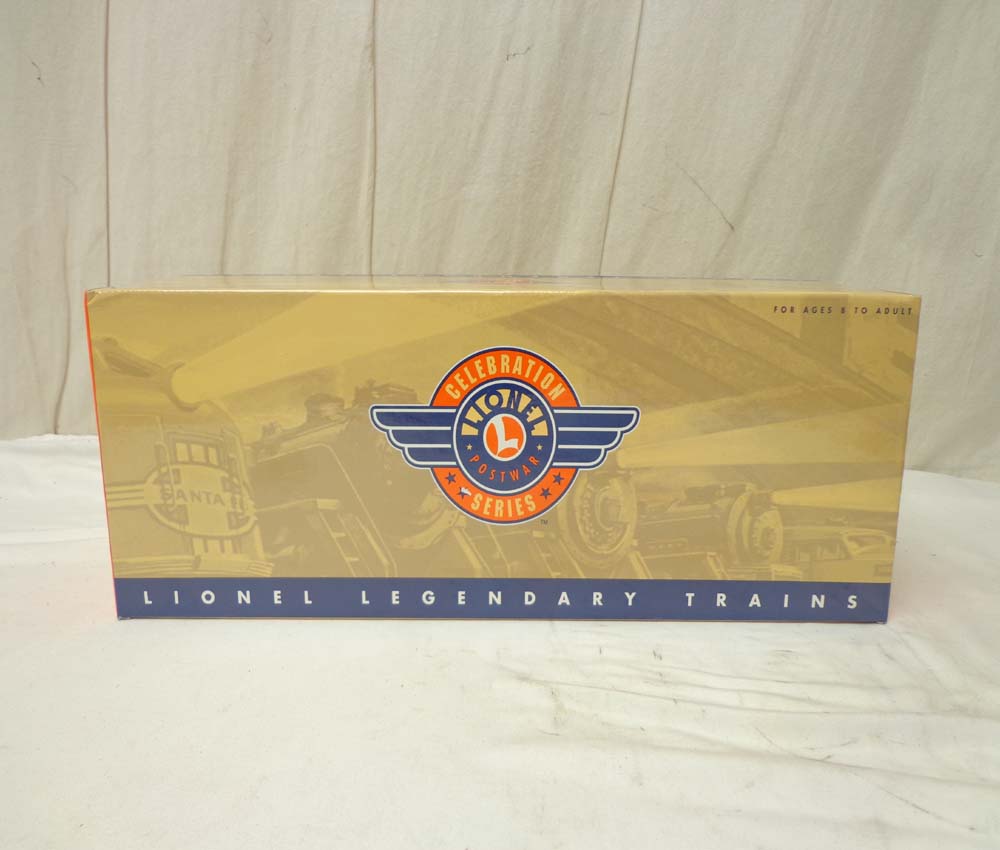 FOR AGES 8 TO ADULT
CELEBRATION
LIONEL
L
POSTWAR
SERIES
TM
SANTA
LIONEL LEGENDARY TRAINS